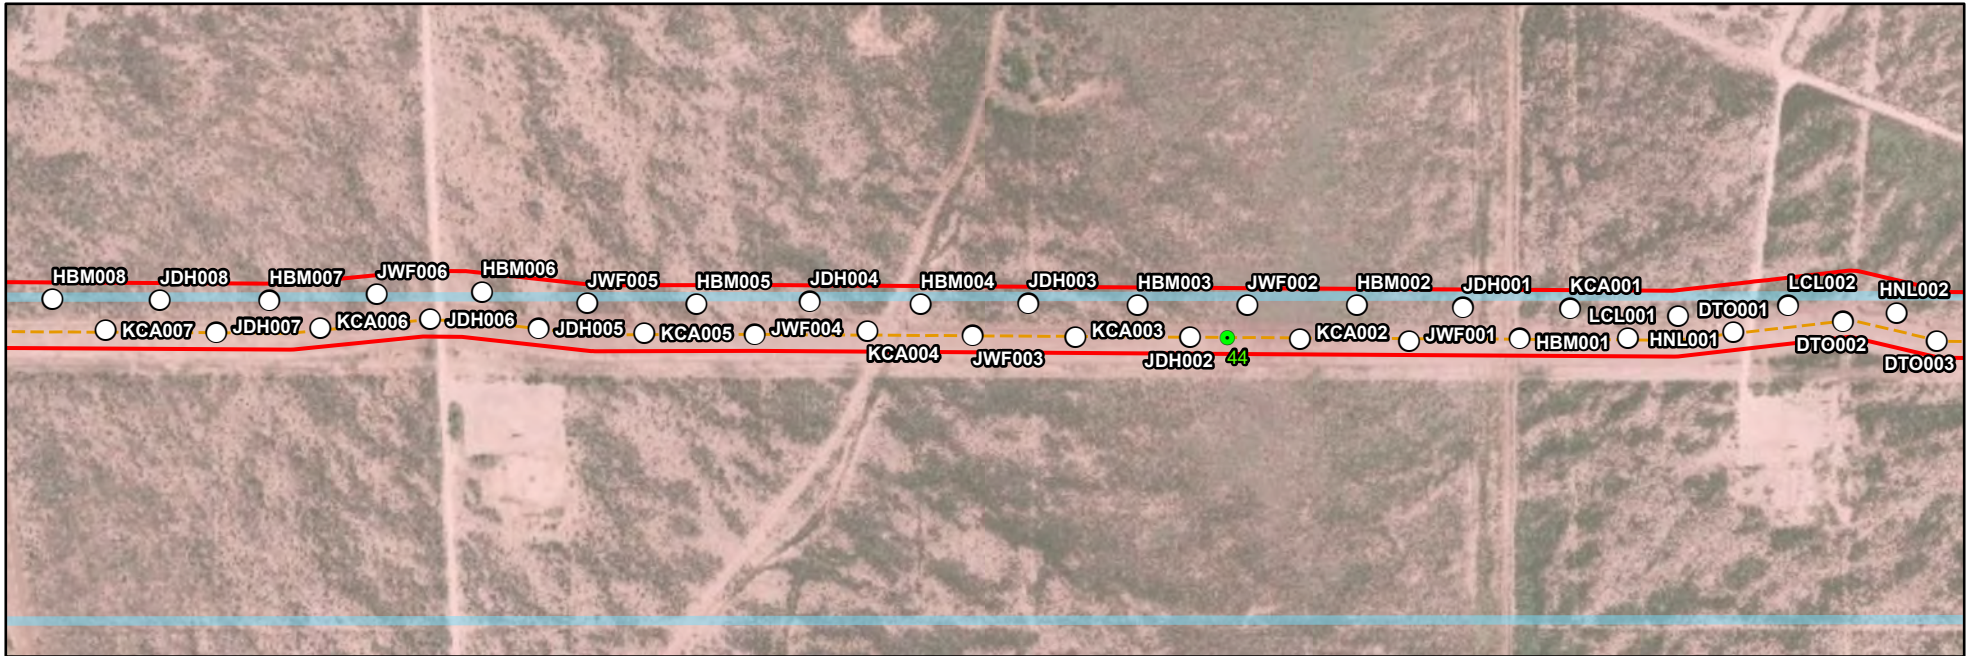 HBM008
JDH008
HBM007
JWF006
HBM006
JWF005
HBM005
JDH004
HBM004
JDH003
HBM003
JWF002
HBM002
JDH001
KCA001
LCL001
DTO001
LCL002
HNL002
KCA007
JDH007
KCA006
JDH006
JDH005
KCA005
JWF004
KCA004
JWF003
KCA003
JDH002
44
KCA002
JWF001
HBM001
HNL001
DTO002
DTO003